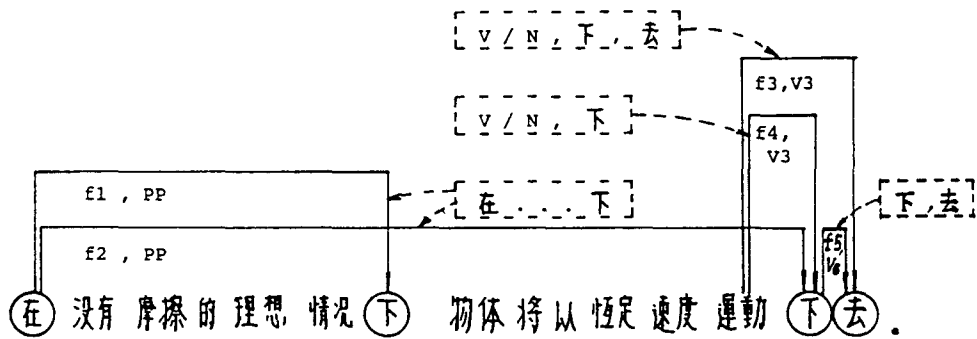 V / N , 下 , 去
f3,V3
V / N , 下
f4,
V3
f1 , PP
在 . . . 下
下 , 去
f2 , PP
f5,
V8
在 没有 摩擦 的 理想 情况 下 物体 将 以 恆定 速度 運動 下 去 .